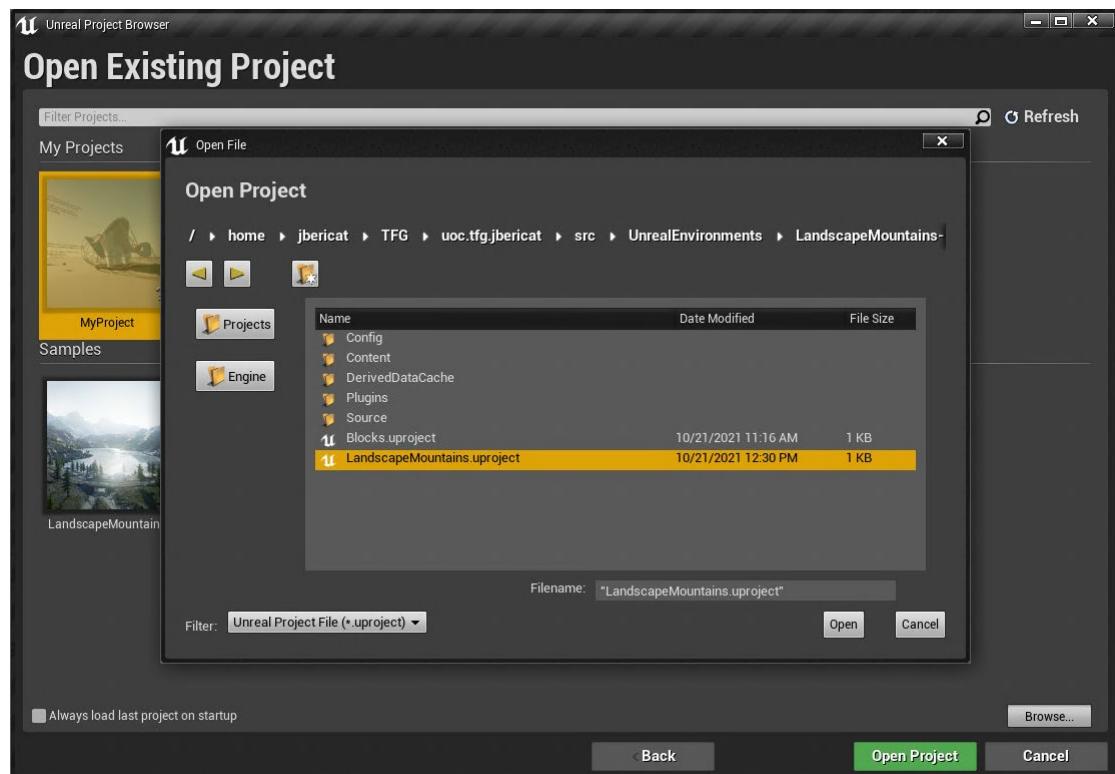 Unreal Project Browser
Open Existing Project
Filter Projects...
Refresh
My Projects
Open File
Open Project
/ home jbericat TFG uoc.tfg.jbericat src UnrealEnvironments LandscapeMountains-
MyProject
Samples
LandscapeMountain
Projects
Engine
Name Date Modified File Size
Config
Content
DerivedDataCache
Plugins
Source
Blocks.uproject 10/21/2021 11:16 AM 1 KB
LandscapeMountains.uproject 10/21/2021 12:30 PM 1 KB
Filename: "LandscapeMountains.uproject"
Filter: Unreal Project File (*.uproject)
Open Cancel
Always load last project on startup
Browse...
Back Open Project Cancel